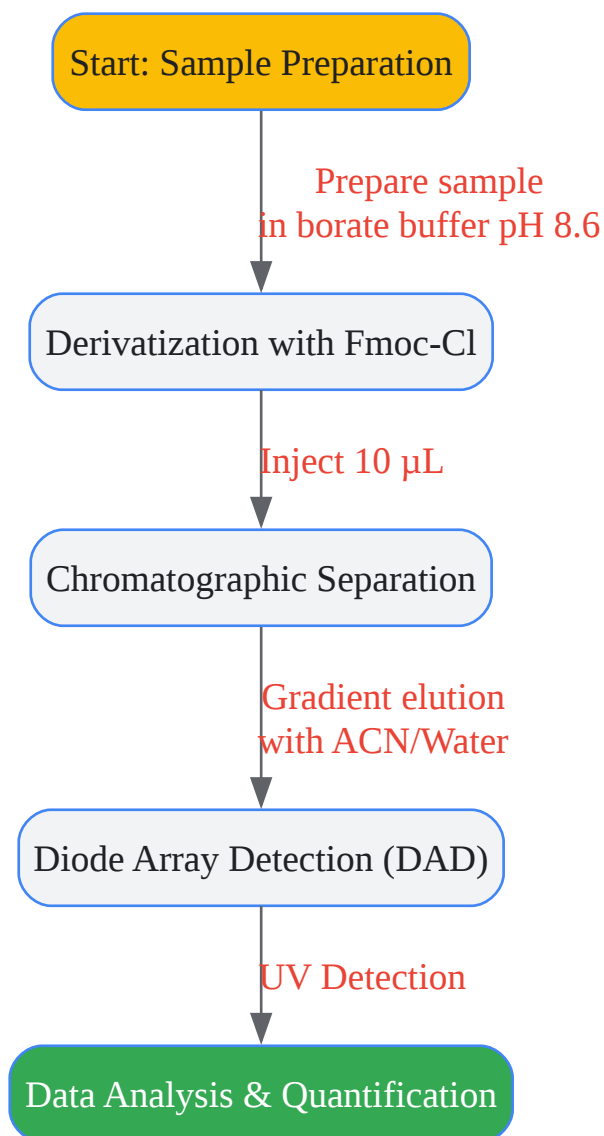 Start: Sample Preparation
Prepare sample
in borate buffer pH 8.6
Derivatization with Fmoc-Cl
Inject 10 µL
Chromatographic Separation
Gradient elution
with ACN/Water
Diode Array Detection (DAD)
UV Detection
Data Analysis & Quantification